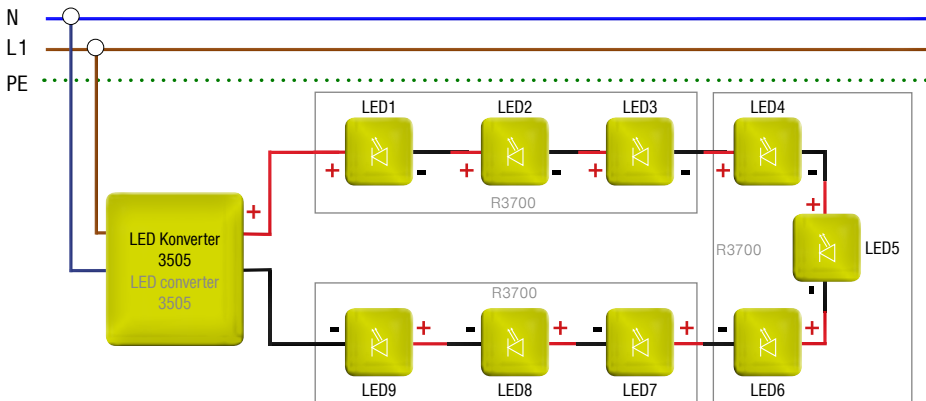 N
L1
PE
LED1 LED2 LED3 LED4
+ - + - + - + -
R3700
+
+
LED Konverter
3505
LED converter
3505
R3700
LED5
-
R3700
- + - + - + - +
LED9 LED8 LED7 LED6